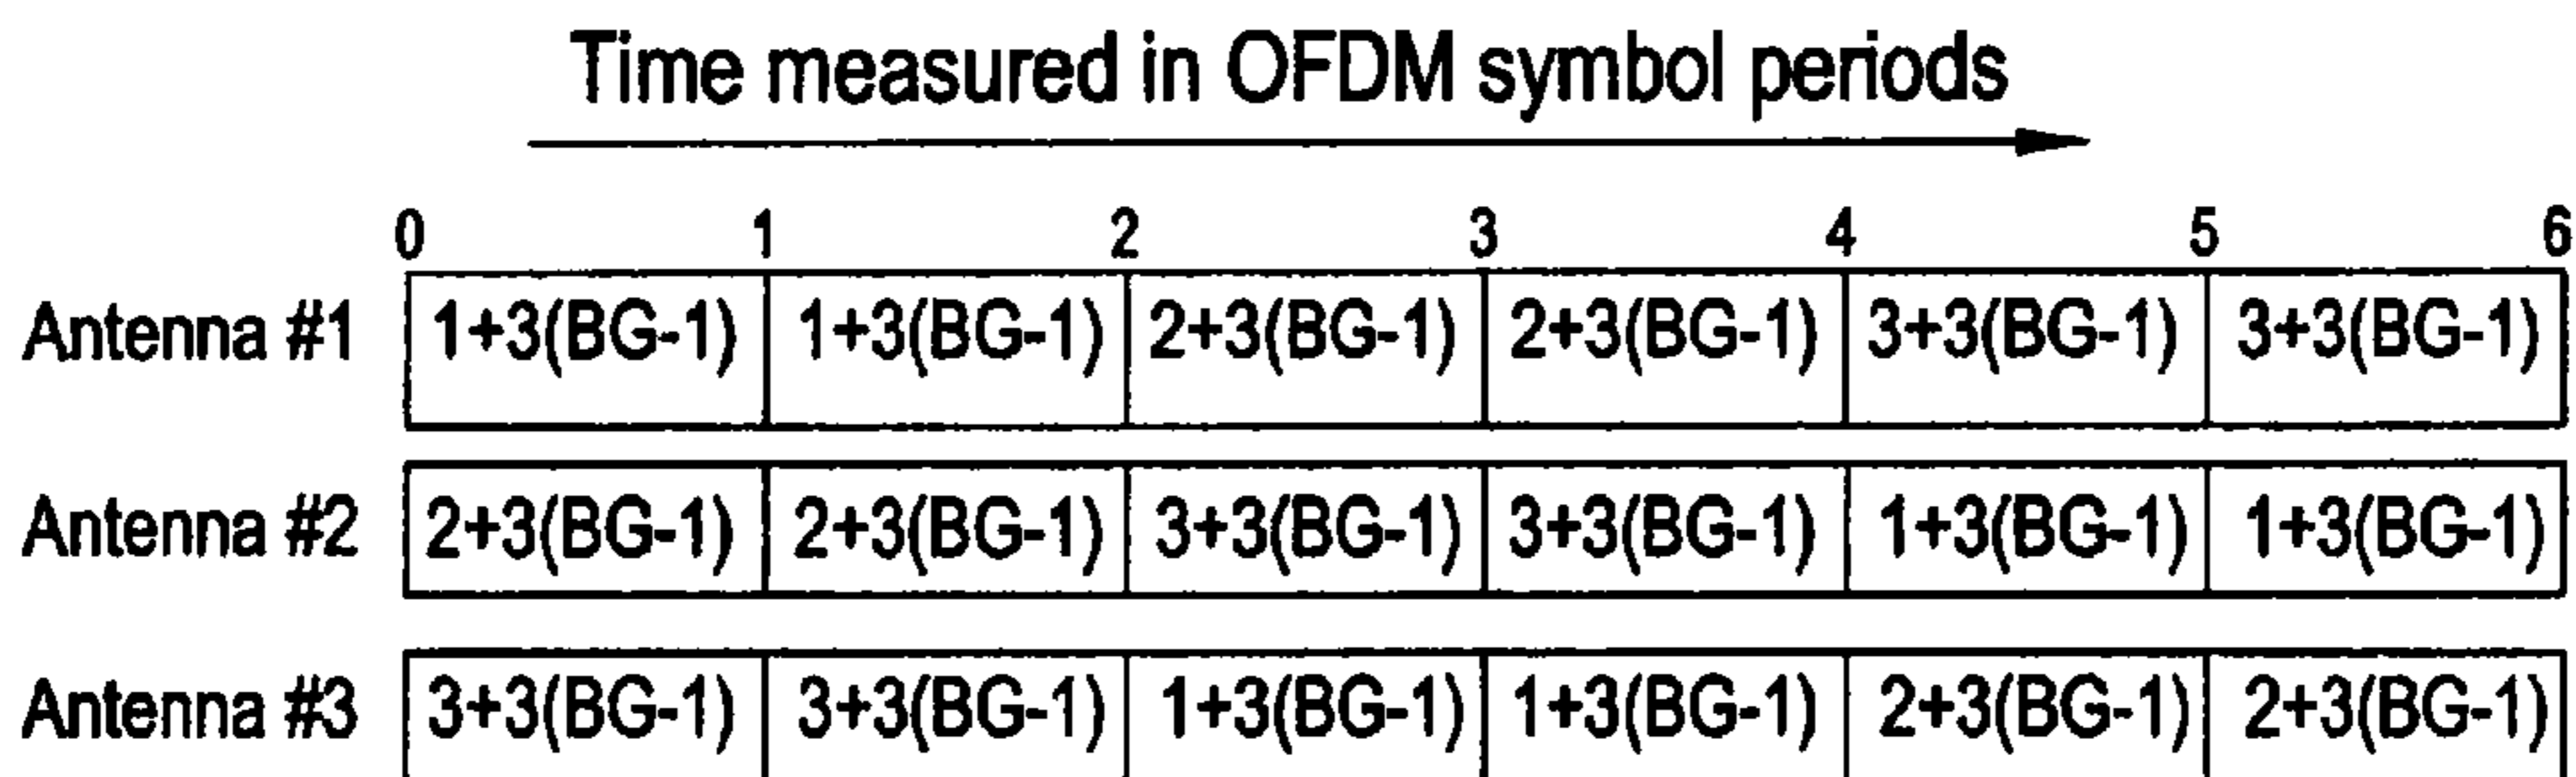 Time measured in OFDM symbol periods
0 1 2 3 4 5 6
Antenna #1 1+3(BG-1) 1+3(BG-1) 2+3(BG-1) 2+3(BG-1) 3+3(BG-1) 3+3(BG-1)
Antenna #2 2+3(BG-1) 2+3(BG-1) 3+3(BG-1) 3+3(BG-1) 1+3(BG-1) 1+3(BG-1)
Antenna #3 3+3(BG-1) 3+3(BG-1) 1+3(BG-1) 1+3(BG-1) 2+3(BG-1) 2+3(BG-1)